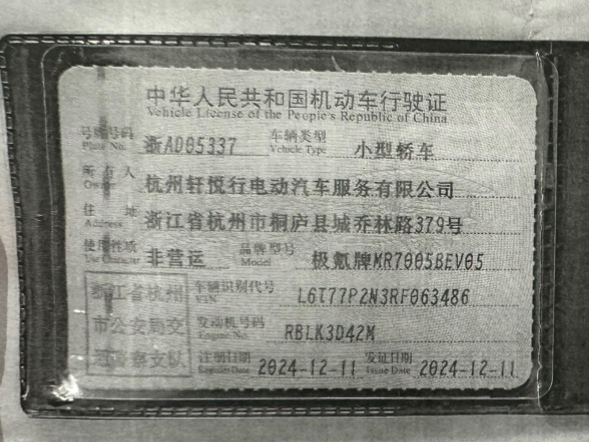 中华人民共和国机动车行驶证
Vehicle License of the People's Republic of China
号牌号码 浙AD05337 车辆类型 小型轿车
Plate No. Vehicle Type
所有人 杭州轩悦行电动汽车服务有限公司
Owner
住址 浙江省杭州市桐庐县城乔林路379号
Address
使用性质 非营运 品牌型号 极氪牌MR7005BEV05
Use Character Model
浙江省杭州 车辆识别代号 L6T77P2N3RF063486
VIN
市公安局交 发动机号码 RBLK3D42M
Engine No.
通警察支队 注册日期 2024-12-11 发证日期 2024-12-11
Register Date Issue Date